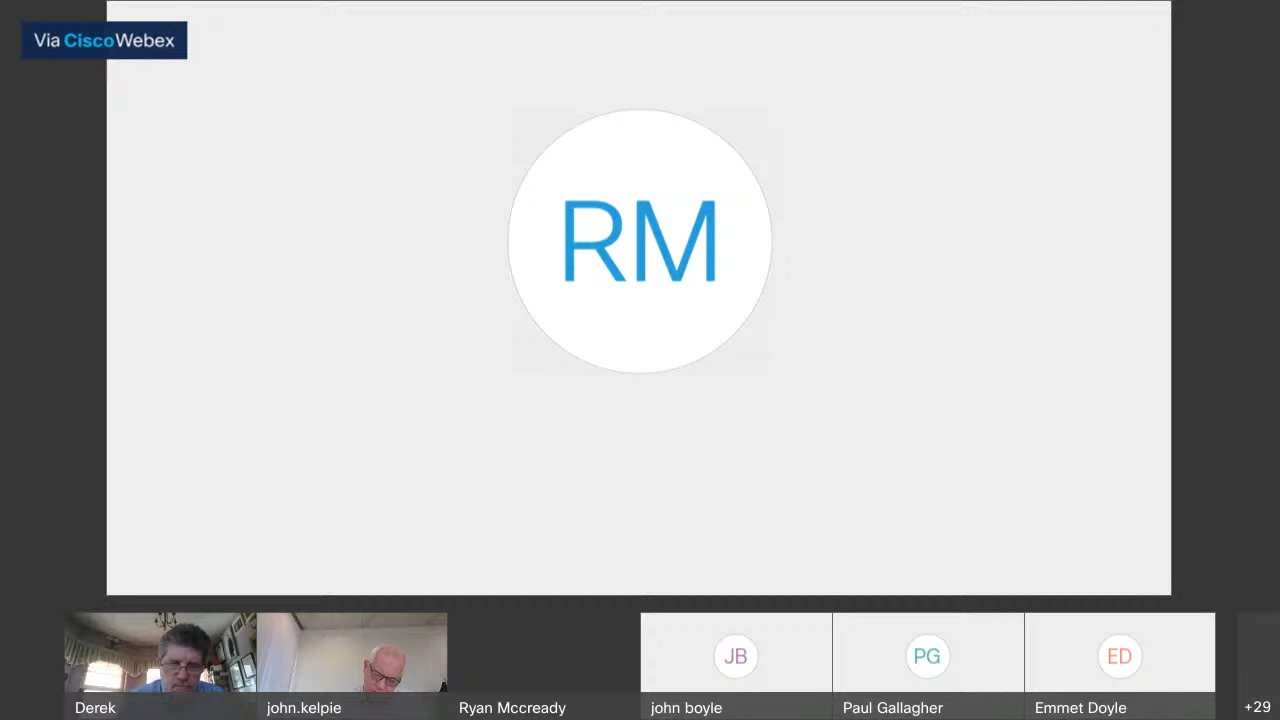 Via CiscoWebex
RM
JB
PG
ED
Derek
john.kelpie
Ryan Mccready
john boyle
Paul Gallagher
Emmet Doyle
+29